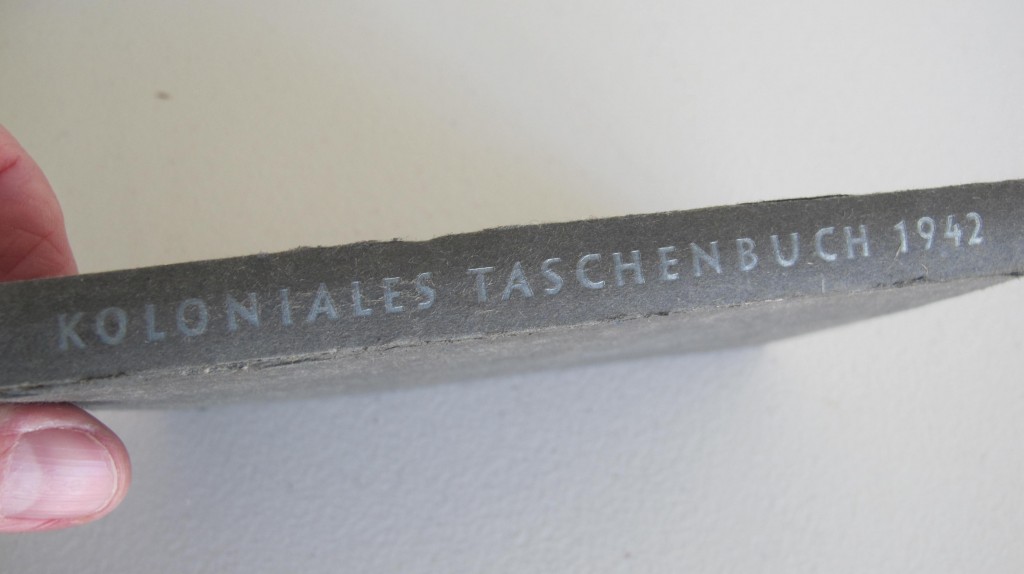 KOLONIALES TASCHENBUCH 1942